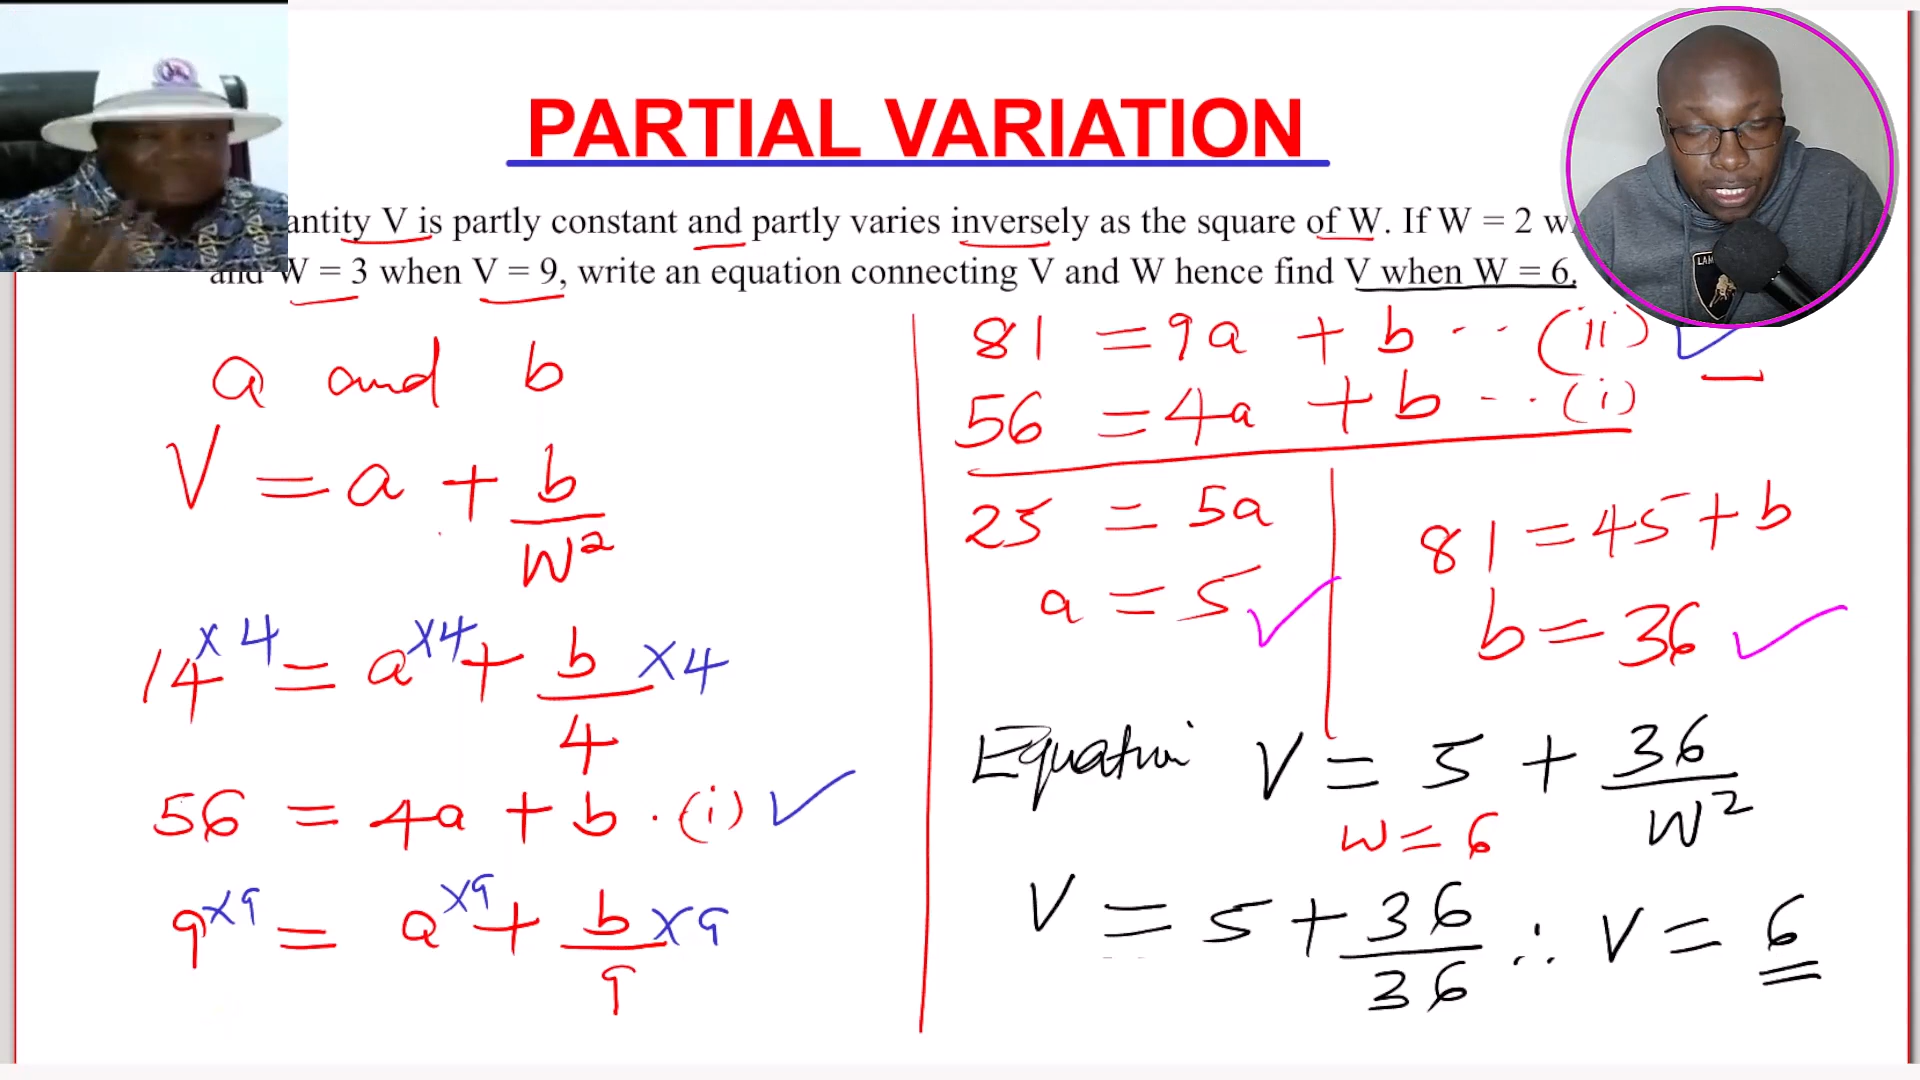 PARTIAL VARIATION
antity V is partly constant and partly varies inversely as the square of W. If W = 2
and W = 3 when V = 9, write an equation connecting V and W hence find V when W = 6.
a and b
V = a + b/W²
14 ×4 = a ×4 + b/4 ×4
56 = 4a + b · (i) ✓
9 ×9 = a ×9 + b/9 ×9
81 = 9a + b ··· (ii) ✓
56 = 4a + b ··· (i)
25 = 5a
a = 5 ✓
81 = 45 + b
b = 36 ✓
Equation V = 5 + 36/W²
W = 6
V = 5 + 36/36 ∴ V = 6